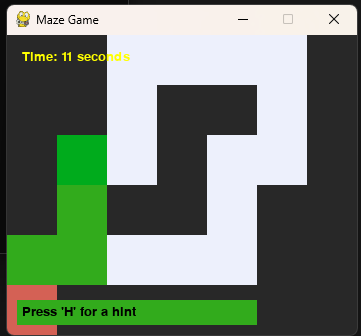 Maze Game
Time: 11 seconds
Press 'H' for a hint